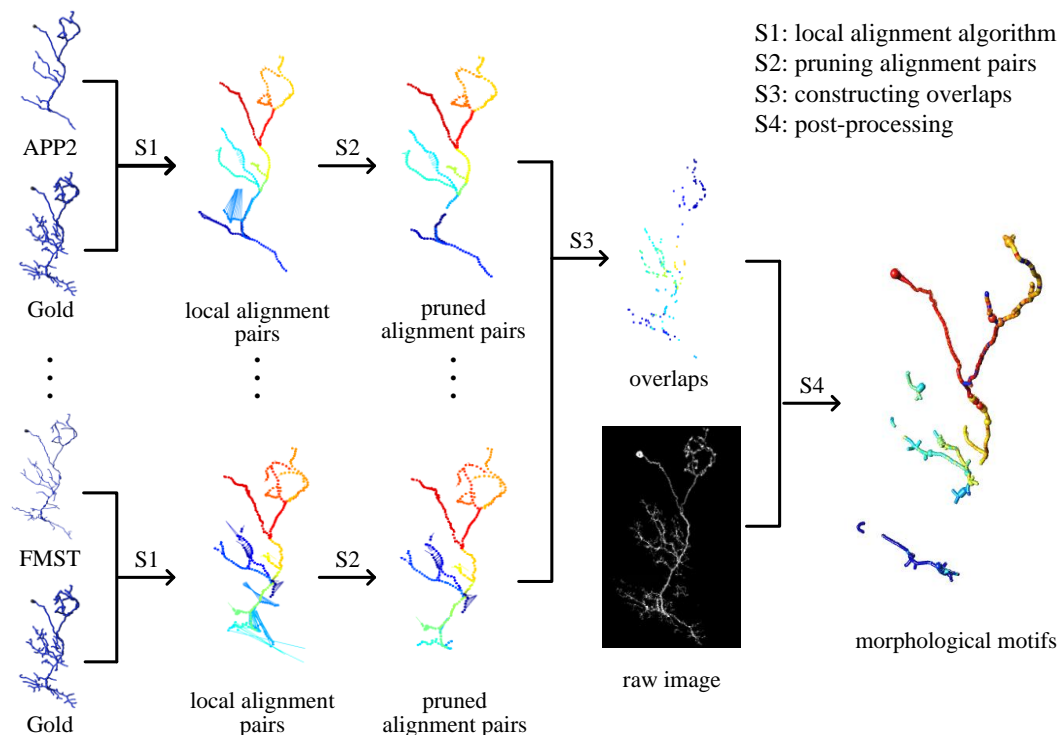 S1: local alignment algorithm
S2: pruning alignment pairs
S3: constructing overlaps
S4: post-processing
APP2
S1
S2
Gold
local alignment
pairs
pruned
alignment pairs
S3
overlaps
S4
FMST
S1
S2
Gold
local alignment
pairs
pruned
alignment pairs
raw image
morphological motifs